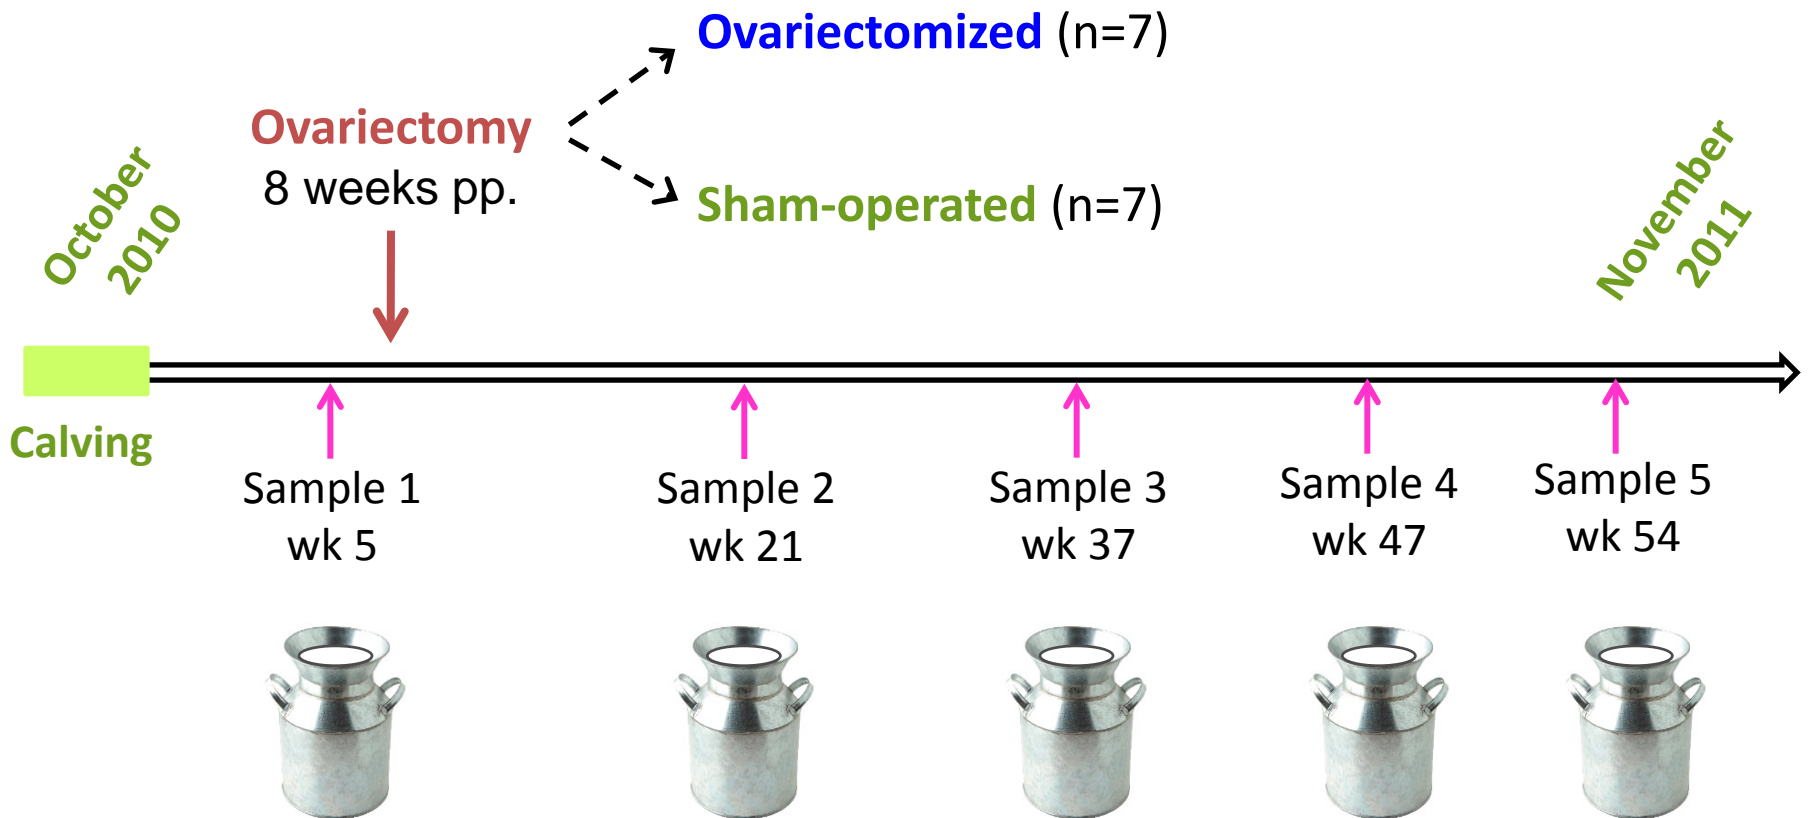 Ovariectomized (n=7)
Ovariectomy
8 weeks pp.
Sham-operated (n=7)
October
2010
November
2011
Calving
Sample 1
wk 5
Sample 2
wk 21
Sample 3
wk 37
Sample 4
wk 47
Sample 5
wk 54